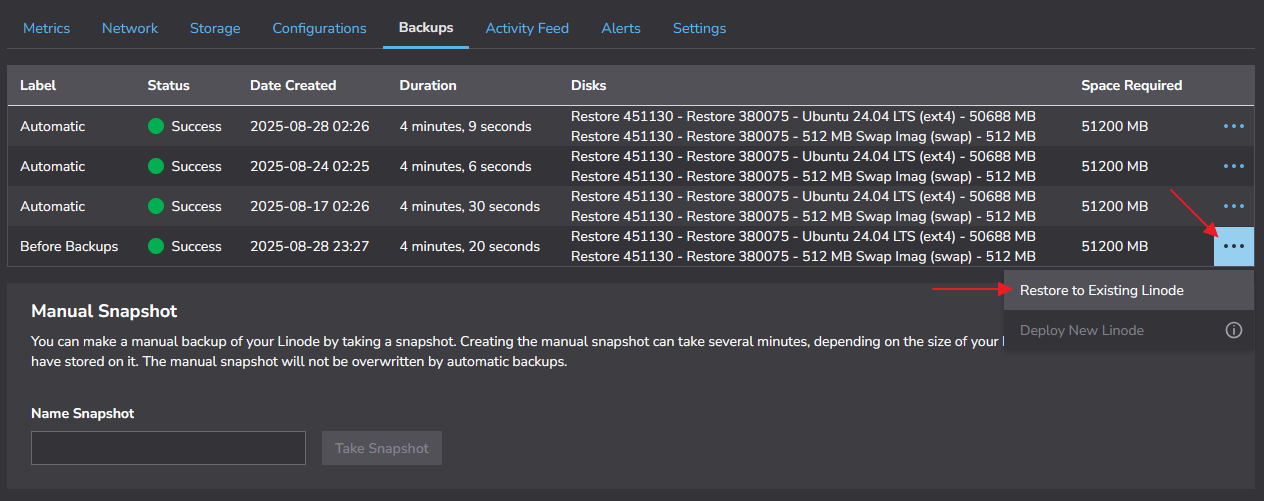 Metrics Network Storage Configurations Backups Activity Feed Alerts Settings
Label Status Date Created Duration Disks Space Required
Automatic Success 2025-08-28 02:26 4 minutes, 9 seconds Restore 451130 - Restore 380075 - Ubuntu 24.04 LTS (ext4) - 50688 MB 51200 MB
Restore 451130 - Restore 380075 - 512 MB Swap Imag (swap) - 512 MB
Automatic Success 2025-08-24 02:25 4 minutes, 6 seconds Restore 451130 - Restore 380075 - Ubuntu 24.04 LTS (ext4) - 50688 MB 51200 MB
Restore 451130 - Restore 380075 - 512 MB Swap Imag (swap) - 512 MB
Automatic Success 2025-08-17 02:26 4 minutes, 30 seconds Restore 451130 - Restore 380075 - Ubuntu 24.04 LTS (ext4) - 50688 MB 51200 MB
Restore 451130 - Restore 380075 - 512 MB Swap Imag (swap) - 512 MB
Before Backups Success 2025-08-28 23:27 4 minutes, 20 seconds Restore 451130 - Restore 380075 - Ubuntu 24.04 LTS (ext4) - 50688 MB 51200 MB
Restore 451130 - Restore 380075 - 512 MB Swap Imag (swap) - 512 MB
Restore to Existing Linode
Deploy New Linode
Manual Snapshot
You can make a manual backup of your Linode by taking a snapshot. Creating the manual snapshot can take several minutes, depending on the size of your
have stored on it. The manual snapshot will not be overwritten by automatic backups.
Name Snapshot
Take Snapshot